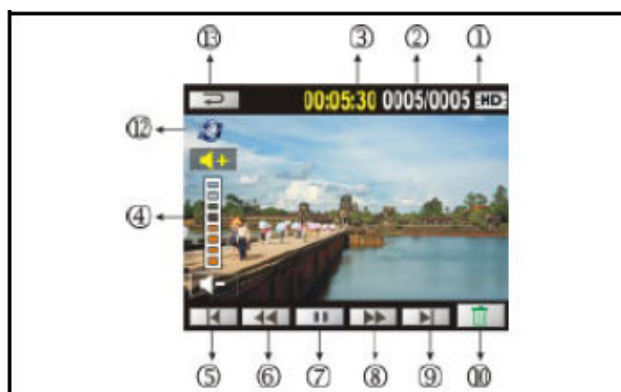 ⑬ ③ ② ①
00:05:30 0005/0005 HD
⑫
+
④
-
⑤ ⑥ ⑦ ⑧ ⑨ ⑩